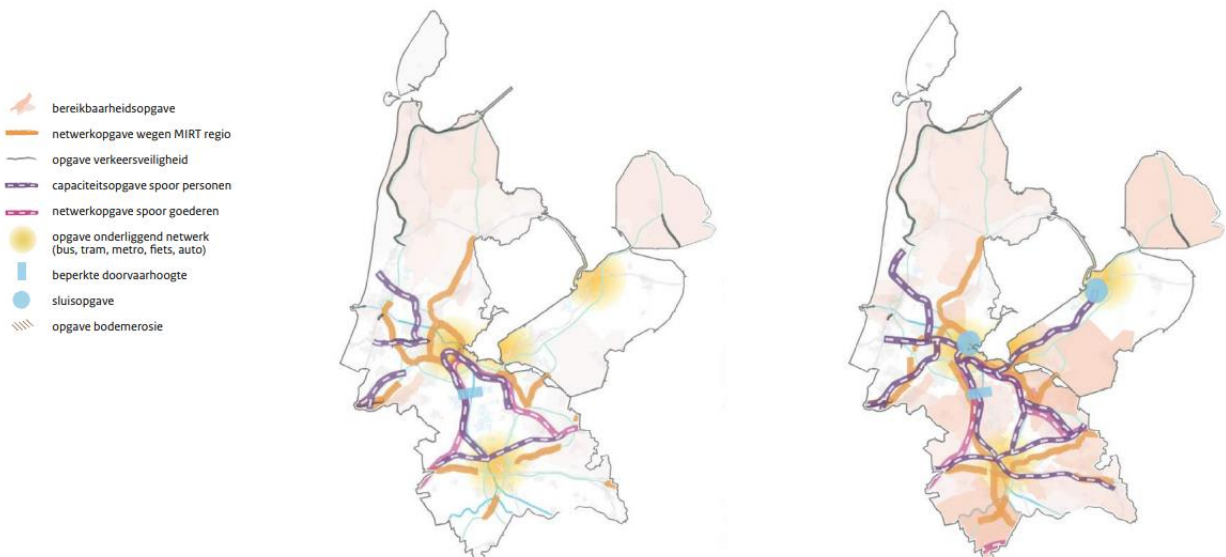 bereikbaarheidsopgave
netwerkopgave wegen MIRT regio
opgave verkeersveiligheid
capaciteitsopgave spoor personen
netwerkopgave spoor goederen
opgave onderliggend netwerk
(bus, tram, metro, fiets, auto)
beperkte doorvaarhoogte
sluisopgave
opgave bodemerosie